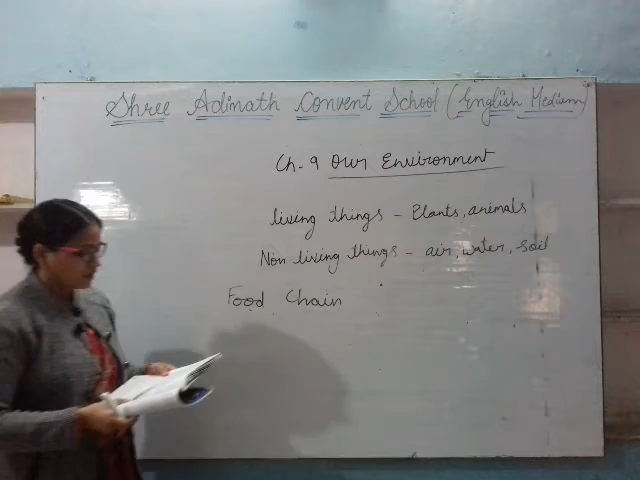 Shree Adinath Convent School (English Medium)
Ch-9 Our Environment
living things - Plants, animals
Non living things - air, water, soil
Food Chain